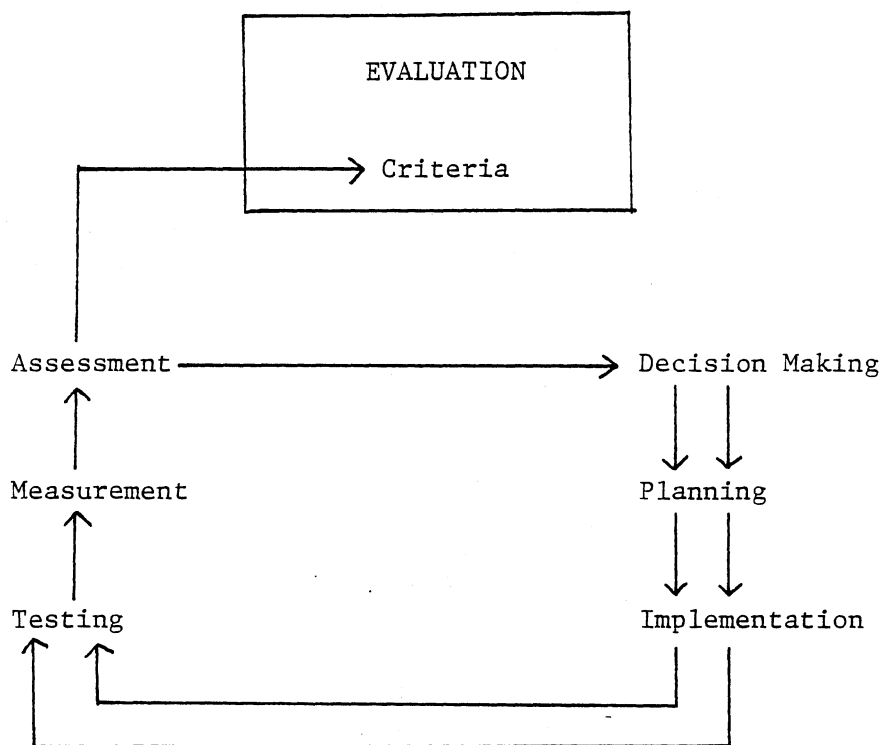 EVALUATION
Criteria
Assessment
Decision Making
Measurement
Planning
Testing
Implementation